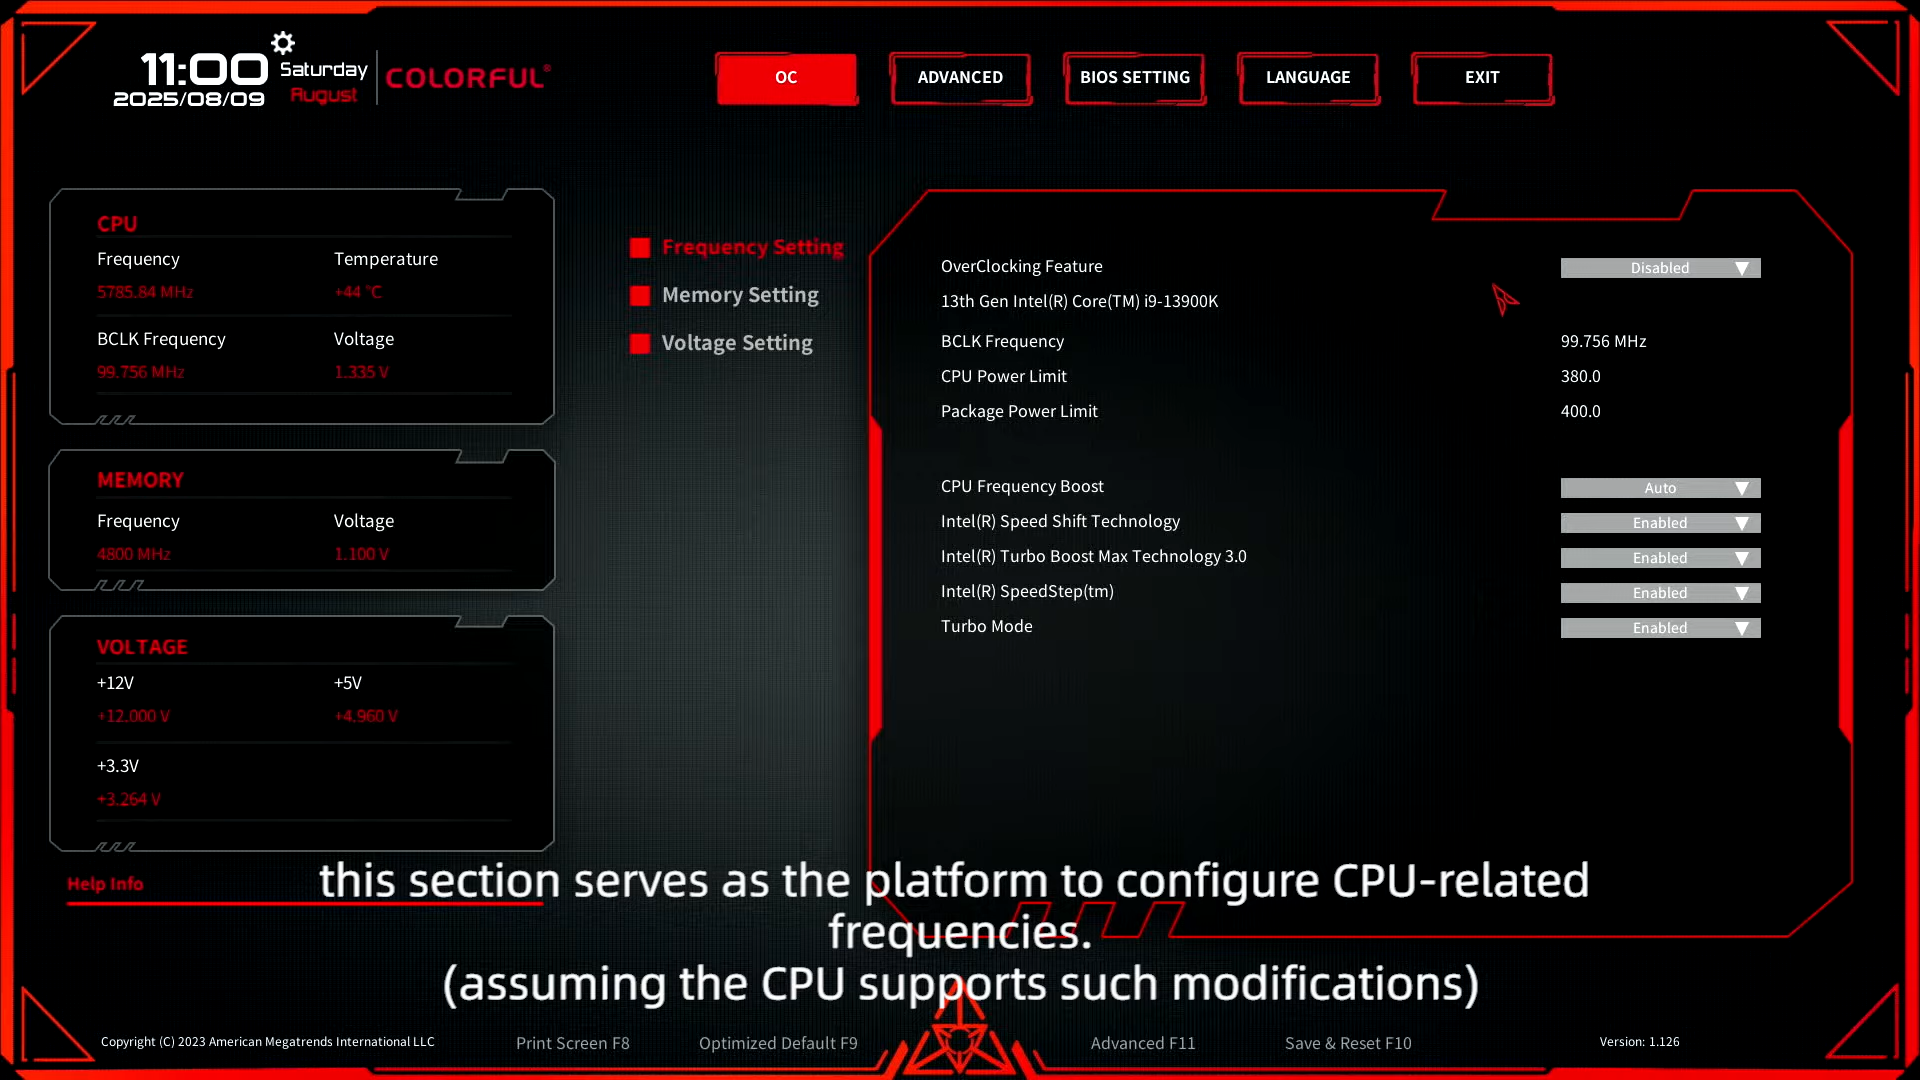 11:00
Saturday
2025/08/09
August
COLORFUL®
OC
ADVANCED
BIOS SETTING
LANGUAGE
EXIT
CPU
Frequency
Temperature
5785.84 MHz
+44 °C
BCLK Frequency
Voltage
99.756 MHz
1.335 V
MEMORY
Frequency
Voltage
4800 MHz
1.100 V
VOLTAGE
+12V
+5V
+12.000 V
+4.960 V
+3.3V
+3.264 V
Help Info
Frequency Setting
Memory Setting
Voltage Setting
OverClocking Feature
Disabled
13th Gen Intel(R) Core(TM) i9-13900K
BCLK Frequency
99.756 MHz
CPU Power Limit
380.0
Package Power Limit
400.0
CPU Frequency Boost
Auto
Intel(R) Speed Shift Technology
Enabled
Intel(R) Turbo Boost Max Technology 3.0
Enabled
Intel(R) SpeedStep(tm)
Enabled
Turbo Mode
Enabled
this section serves as the platform to configure CPU-related
frequencies.
(assuming the CPU supports such modifications)
Copyright (C) 2023 American Megatrends International LLC
Print Screen F8
Optimized Default F9
Advanced F11
Save & Reset F10
Version: 1.126